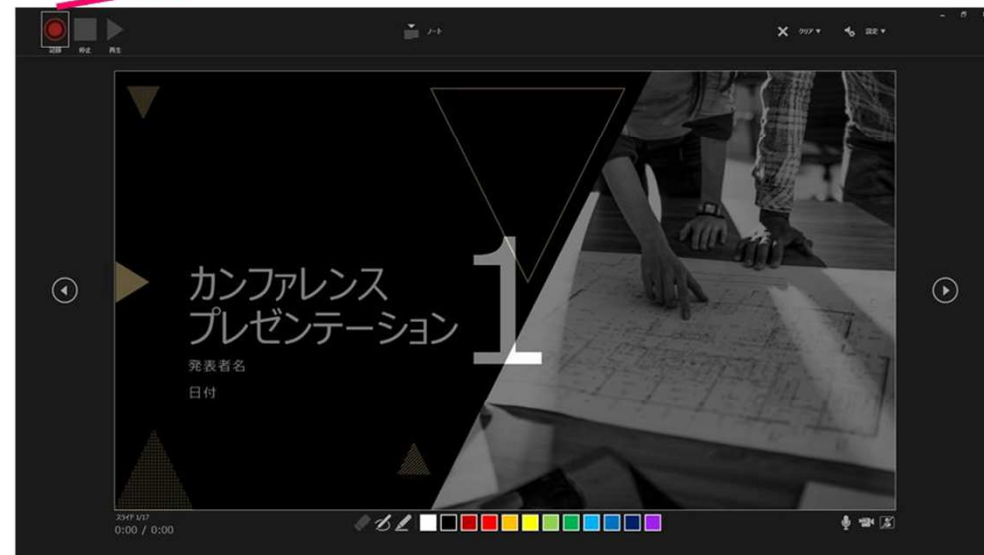 記録 停止 再生
ノート
クリア
設定
1
カンファレンス
プレゼンテーション
発表者名
日付
スライド 1/17
0:00 / 0:00